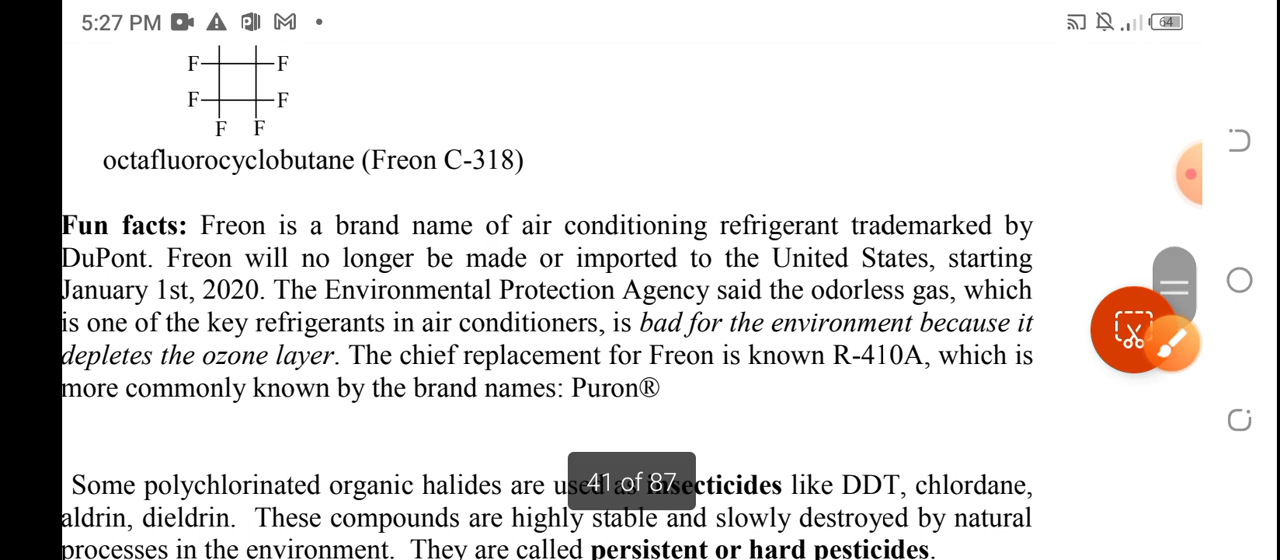 5:27 PM
64
F F
F F
F F
octafluorocyclobutane (Freon C-318)
Fun facts: Freon is a brand name of air conditioning refrigerant trademarked by
DuPont. Freon will no longer be made or imported to the United States, starting
January 1st, 2020. The Environmental Protection Agency said the odorless gas, which
is one of the key refrigerants in air conditioners, is bad for the environment because it
depletes the ozone layer. The chief replacement for Freon is known R-410A, which is
more commonly known by the brand names: Puron®
41 of 87
Some polychlorinated organic halides are used as insecticides like DDT, chlordane,
aldrin, dieldrin. These compounds are highly stable and slowly destroyed by natural
processes in the environment. They are called persistent or hard pesticides.